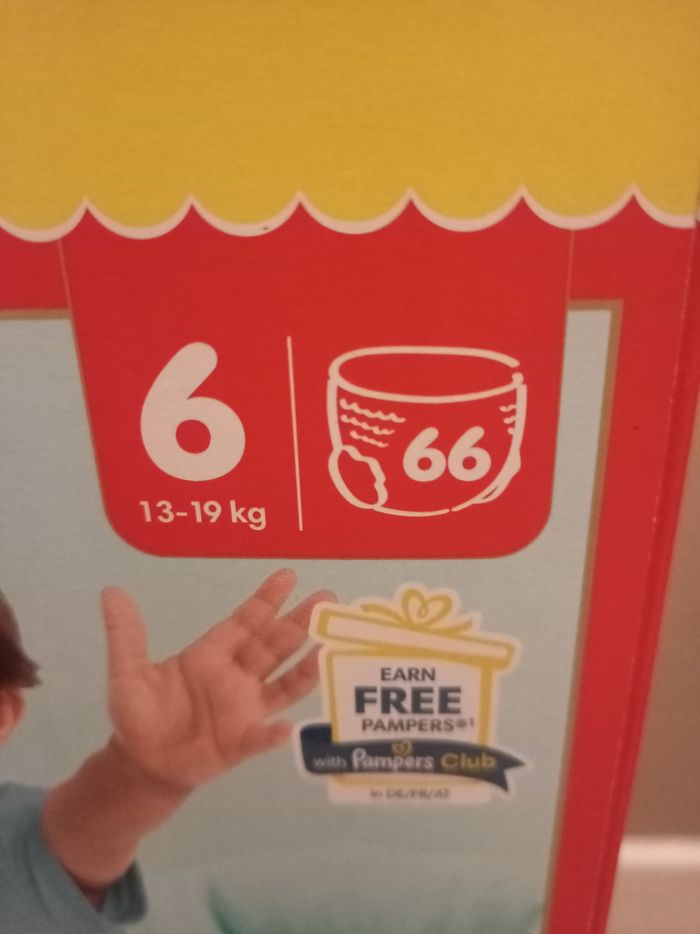 6
13-19 kg
66
EARN
FREE
PAMPERS®¹
with Pampers Club
in DE/FR/AT